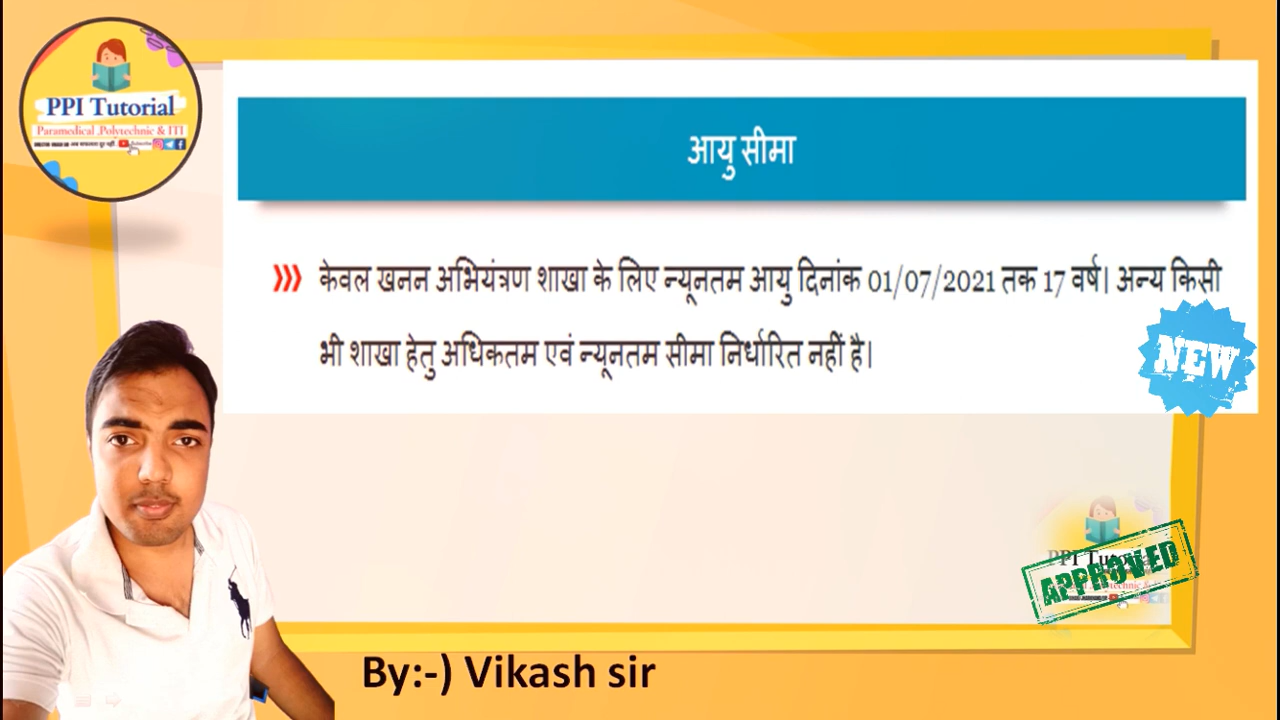 PPI Tutorial
Paramedical ,Polytechnic & ITI
आयु सीमा
केवल खनन अभियंत्रण शाखा के लिए न्यूनतम आयु दिनांक 01/07/2021 तक 17 वर्ष। अन्य किसी
भी शाखा हेतु अधिकतम एवं न्यूनतम सीमा निर्धारित नहीं है।
NEW
APPROVED
By:-) Vikash sir